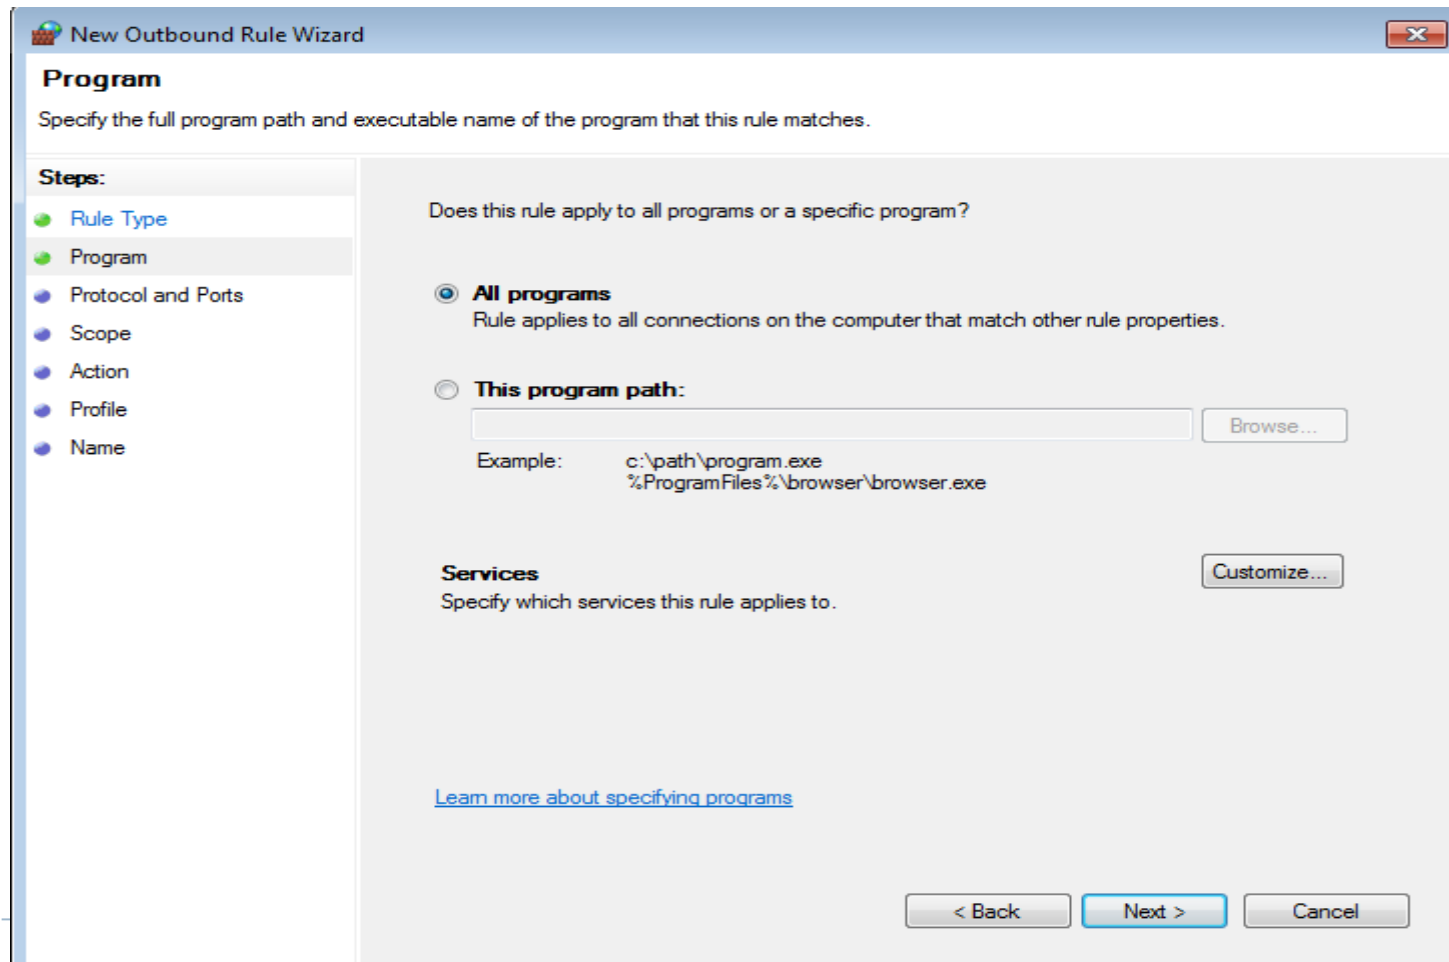 New Outbound Rule Wizard
Program
Specify the full program path and executable name of the program that this rule matches.
Steps:
Rule Type
Program
Protocol and Ports
Scope
Action
Profile
Name
Does this rule apply to all programs or a specific program?
All programs
Rule applies to all connections on the computer that match other rule properties.
This program path:
Browse...
Example: c:\path\program.exe
%ProgramFiles%\browser\browser.exe
Services
Customize...
Specify which services this rule applies to.
Learn more about specifying programs
< Back Next > Cancel